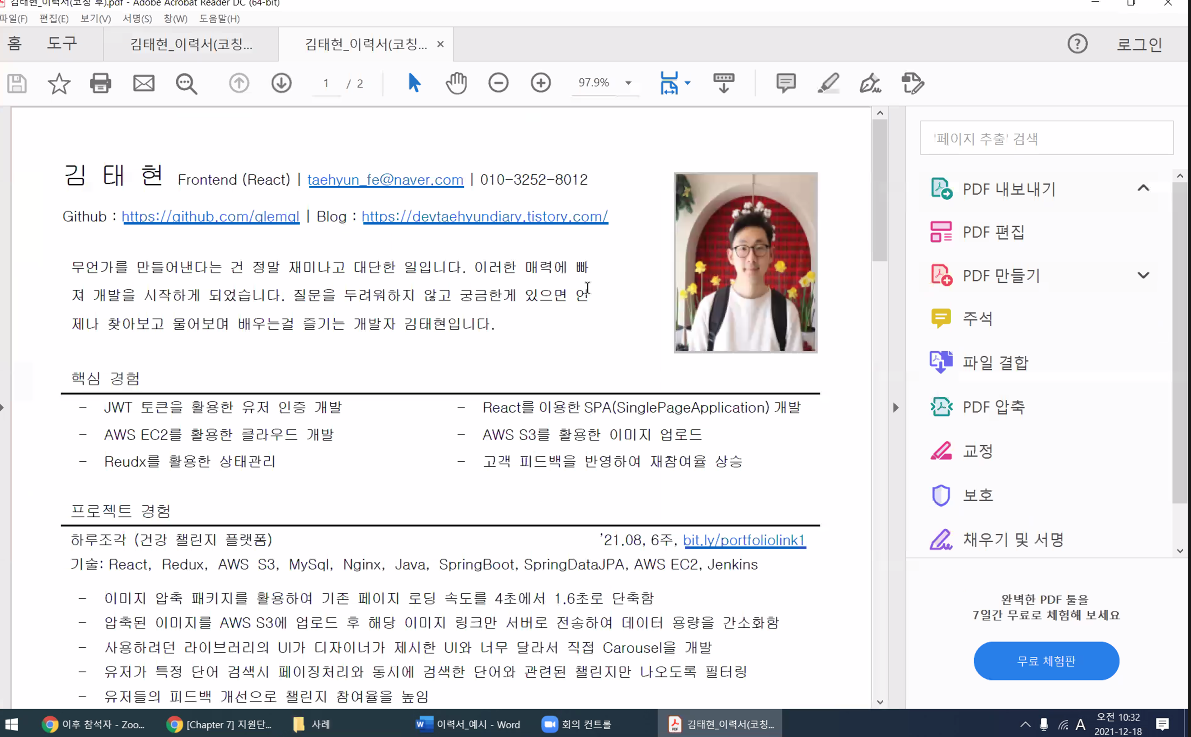 김태현_이력서(코칭 후).pdf - Adobe Acrobat Reader DC (64-bit)
파일(F) 편집(E) 보기(V) 서명(S) 창(W) 도움말(H)
홈 도구 김태현_이력서(코칭... 김태현_이력서(코칭... × ? 로그인
1 / 2 97.9%
'페이지 추출' 검색
PDF 내보내기
PDF 편집
PDF 만들기
주석
파일 결합
PDF 압축
교정
보호
채우기 및 서명
완벽한 PDF 툴을
7일간 무료로 체험해 보세요
무료 체험판
김 태 현 Frontend (React) | taehyun_fe@naver.com | 010-3252-8012
Github : https://github.com/qlemql | Blog : https://devtaehyundiary.tistory.com/
무언가를 만들어낸다는 건 정말 재미나고 대단한 일입니다. 이러한 매력에 빠
져 개발을 시작하게 되었습니다. 질문을 두려워하지 않고 궁금한게 있으면 언
제나 찾아보고 물어보며 배우는걸 즐기는 개발자 김태현입니다.
핵심 경험
- JWT 토큰을 활용한 유저 인증 개발 - React를 이용한 SPA(SinglePageApplication) 개발
- AWS EC2를 활용한 클라우드 개발 - AWS S3를 활용한 이미지 업로드
- Reudx를 활용한 상태관리 - 고객 피드백을 반영하여 재참여율 상승
프로젝트 경험
하루조각 (건강 챌린지 플랫폼) '21.08, 6주, bit.ly/portfoliolink1
기술: React, Redux, AWS S3, MySql, Nginx, Java, SpringBoot, SpringDataJPA, AWS EC2, Jenkins
- 이미지 압축 패키지를 활용하여 기존 페이지 로딩 속도를 4초에서 1.6초로 단축함
- 압축된 이미지를 AWS S3에 업로드 후 해당 이미지 링크만 서버로 전송하여 데이터 용량을 간소화함
- 사용하려던 라이브러리의 UI가 디자이너가 제시한 UI와 너무 달라서 직접 Carousel을 개발
- 유저가 특정 단어 검색시 페이징처리와 동시에 검색한 단어와 관련된 챌린지만 나오도록 필터링
- 유저들의 피드백 개선으로 챌린지 참여율을 높임
이후 참석자 - Zoo... [Chapter 7] 지원단... 사례 이력서_예시 - Word 회의 컨트롤 김태현_이력서(코칭... A 오전 10:32
2021-12-18